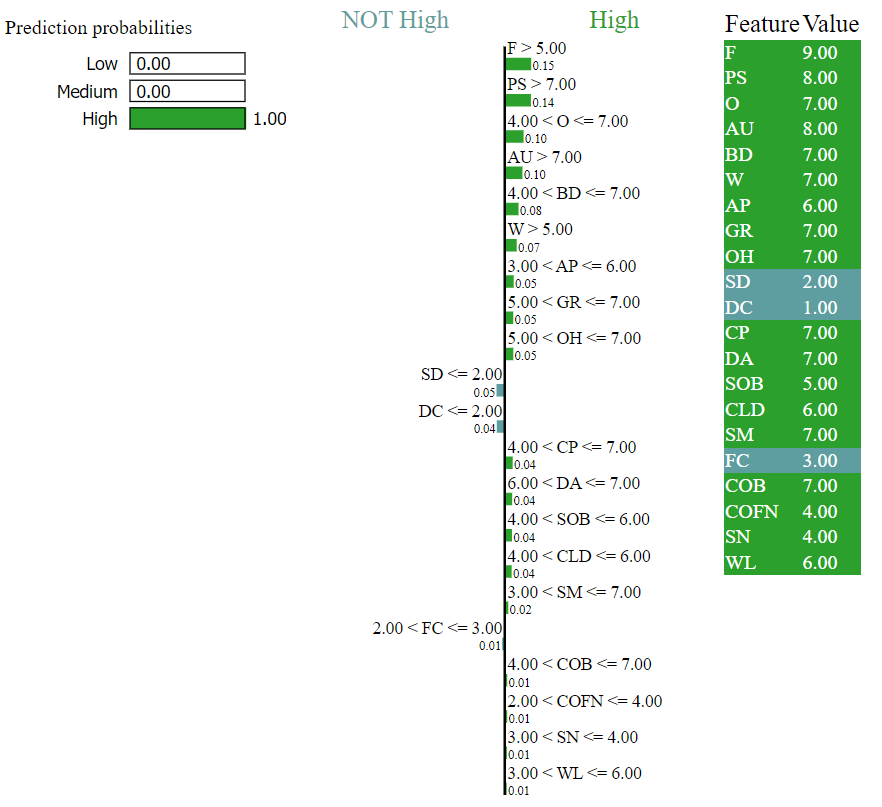 Prediction probabilities
Low 0.00
Medium 0.00
High 1.00
NOT High High
F > 5.00
0.15
PS > 7.00
0.14
4.00 < O <= 7.00
0.10
AU > 7.00
0.10
4.00 < BD <= 7.00
0.08
W > 5.00
0.07
3.00 < AP <= 6.00
0.05
5.00 < GR <= 7.00
0.05
5.00 < OH <= 7.00
0.05
SD <= 2.00
0.05
DC <= 2.00
0.04
4.00 < CP <= 7.00
0.04
6.00 < DA <= 7.00
0.04
4.00 < SOB <= 6.00
0.04
4.00 < CLD <= 6.00
0.04
3.00 < SM <= 7.00
0.02
2.00 < FC <= 3.00
0.01
4.00 < COB <= 7.00
0.01
2.00 < COFN <= 4.00
0.01
3.00 < SN <= 4.00
0.01
3.00 < WL <= 6.00
0.01
Feature Value
F 9.00
PS 8.00
O 7.00
AU 8.00
BD 7.00
W 7.00
AP 6.00
GR 7.00
OH 7.00
SD 2.00
DC 1.00
CP 7.00
DA 7.00
SOB 5.00
CLD 6.00
SM 7.00
FC 3.00
COB 7.00
COFN 4.00
SN 4.00
WL 6.00